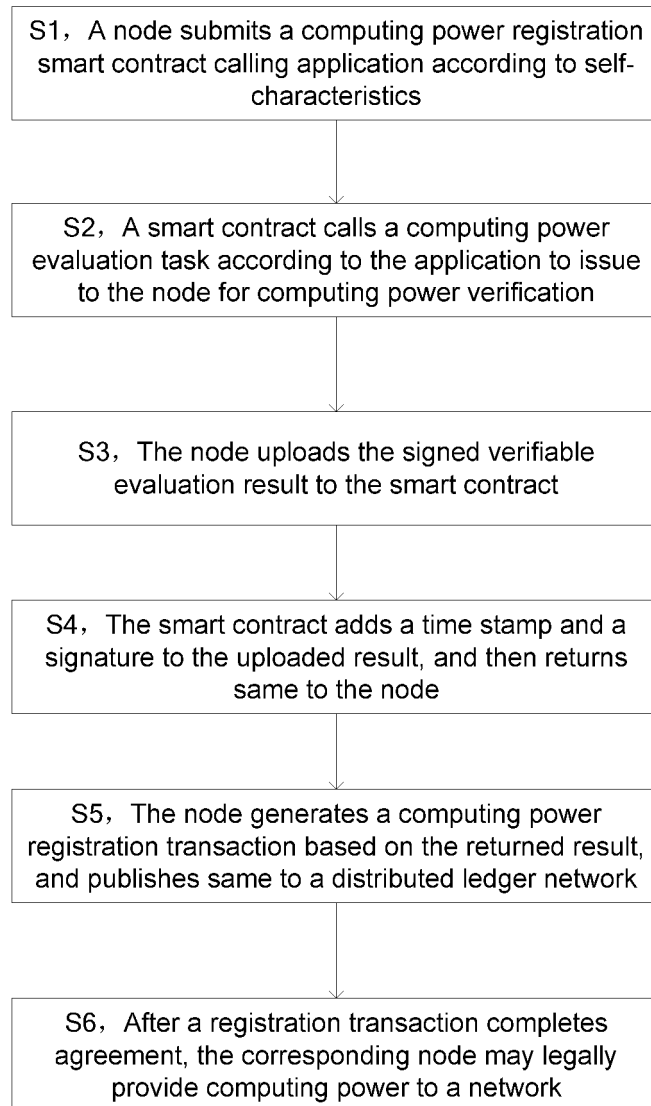 S1，A node submits a computing power registration
smart contract calling application according to self-
characteristics
S2，A smart contract calls a computing power
evaluation task according to the application to issue
to the node for computing power verification
S3，The node uploads the signed verifiable
evaluation result to the smart contract
S4，The smart contract adds a time stamp and a
signature to the uploaded result, and then returns
same to the node
S5，The node generates a computing power
registration transaction based on the returned result,
and publishes same to a distributed ledger network
S6，After a registration transaction completes
agreement, the corresponding node may legally
provide computing power to a network